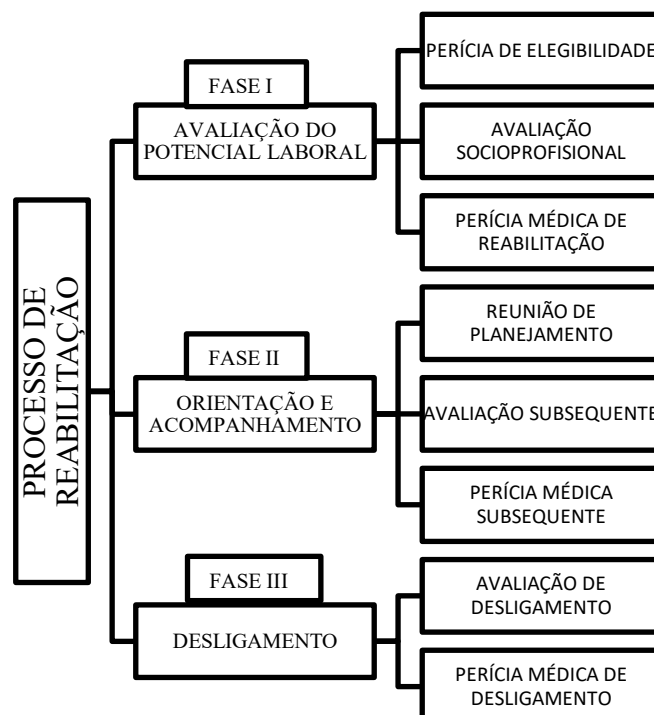 PROCESSO DE
REABILITAÇÃO
FASE I
AVALIAÇÃO DO
POTENCIAL LABORAL
PERÍCIA DE ELEGIBILIDADE
AVALIAÇÃO
SOCIOPROFISIONAL
PERÍCIA MÉDICA DE
REABILITAÇÃO
FASE II
ORIENTAÇÃO E
ACOMPANHAMENTO
REUNIÃO DE
PLANEJAMENTO
AVALIAÇÃO SUBSEQUENTE
PERÍCIA MÉDICA
SUBSEQUENTE
FASE III
DESLIGAMENTO
AVALIAÇÃO DE
DESLIGAMENTO
PERÍCIA MÉDICA DE
DESLIGAMENTO